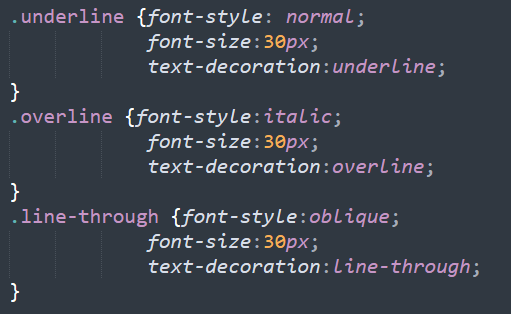 .underline {font-style: normal;
font-size:30px;
text-decoration:underline;
}
.overline {font-style:italic;
font-size:30px;
text-decoration:overline;
}
.line-through {font-style:oblique;
font-size:30px;
text-decoration:line-through;
}